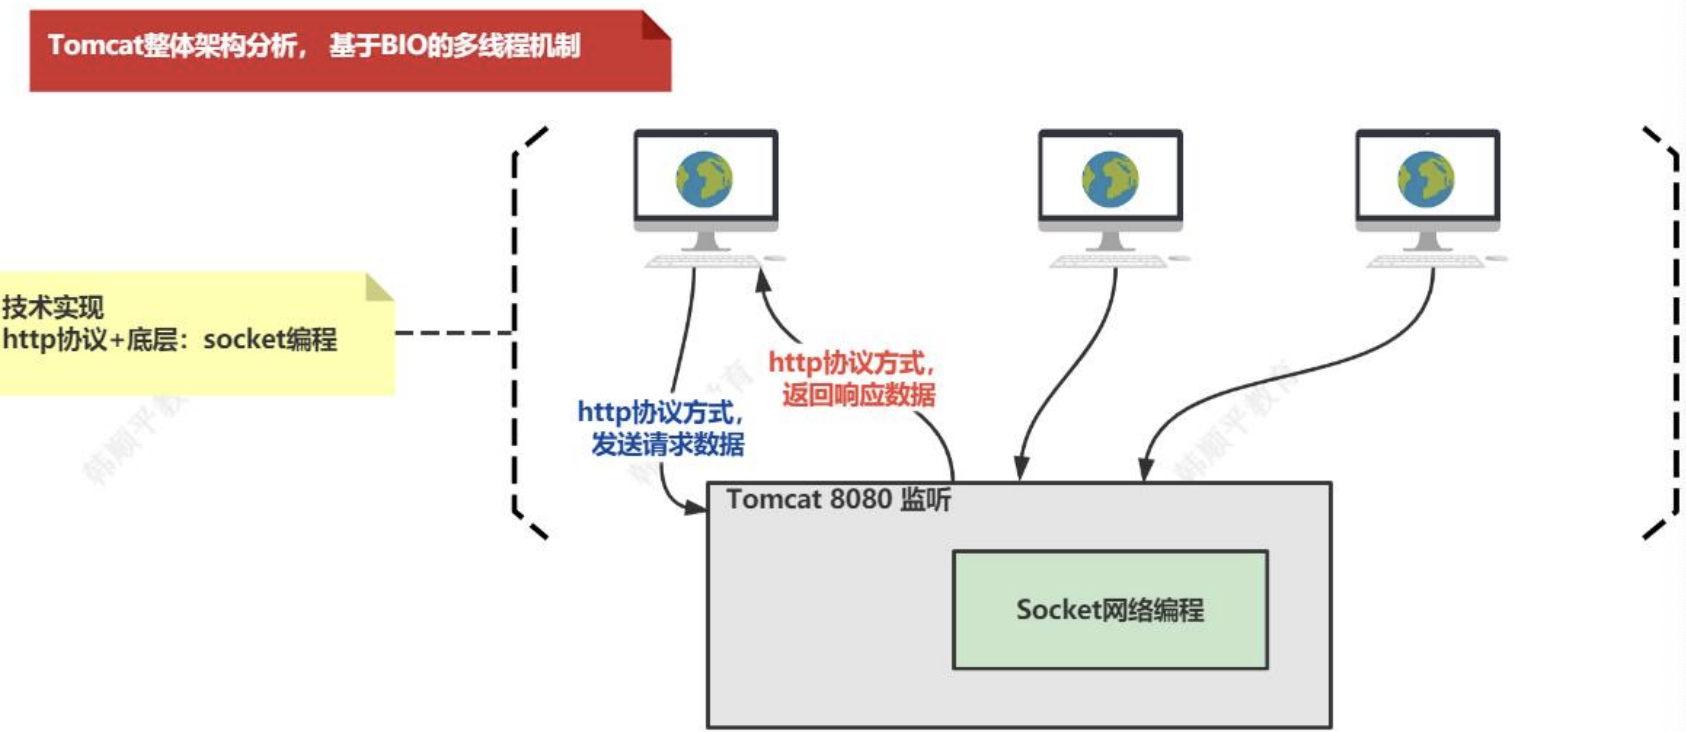 Tomcat整体架构分析， 基于BIO的多线程机制
技术实现
http协议+底层：socket编程
http协议方式，
返回响应数据
http协议方式，
发送请求数据
Tomcat 8080 监听
Socket网络编程
韩顺平教育
韩顺平教育